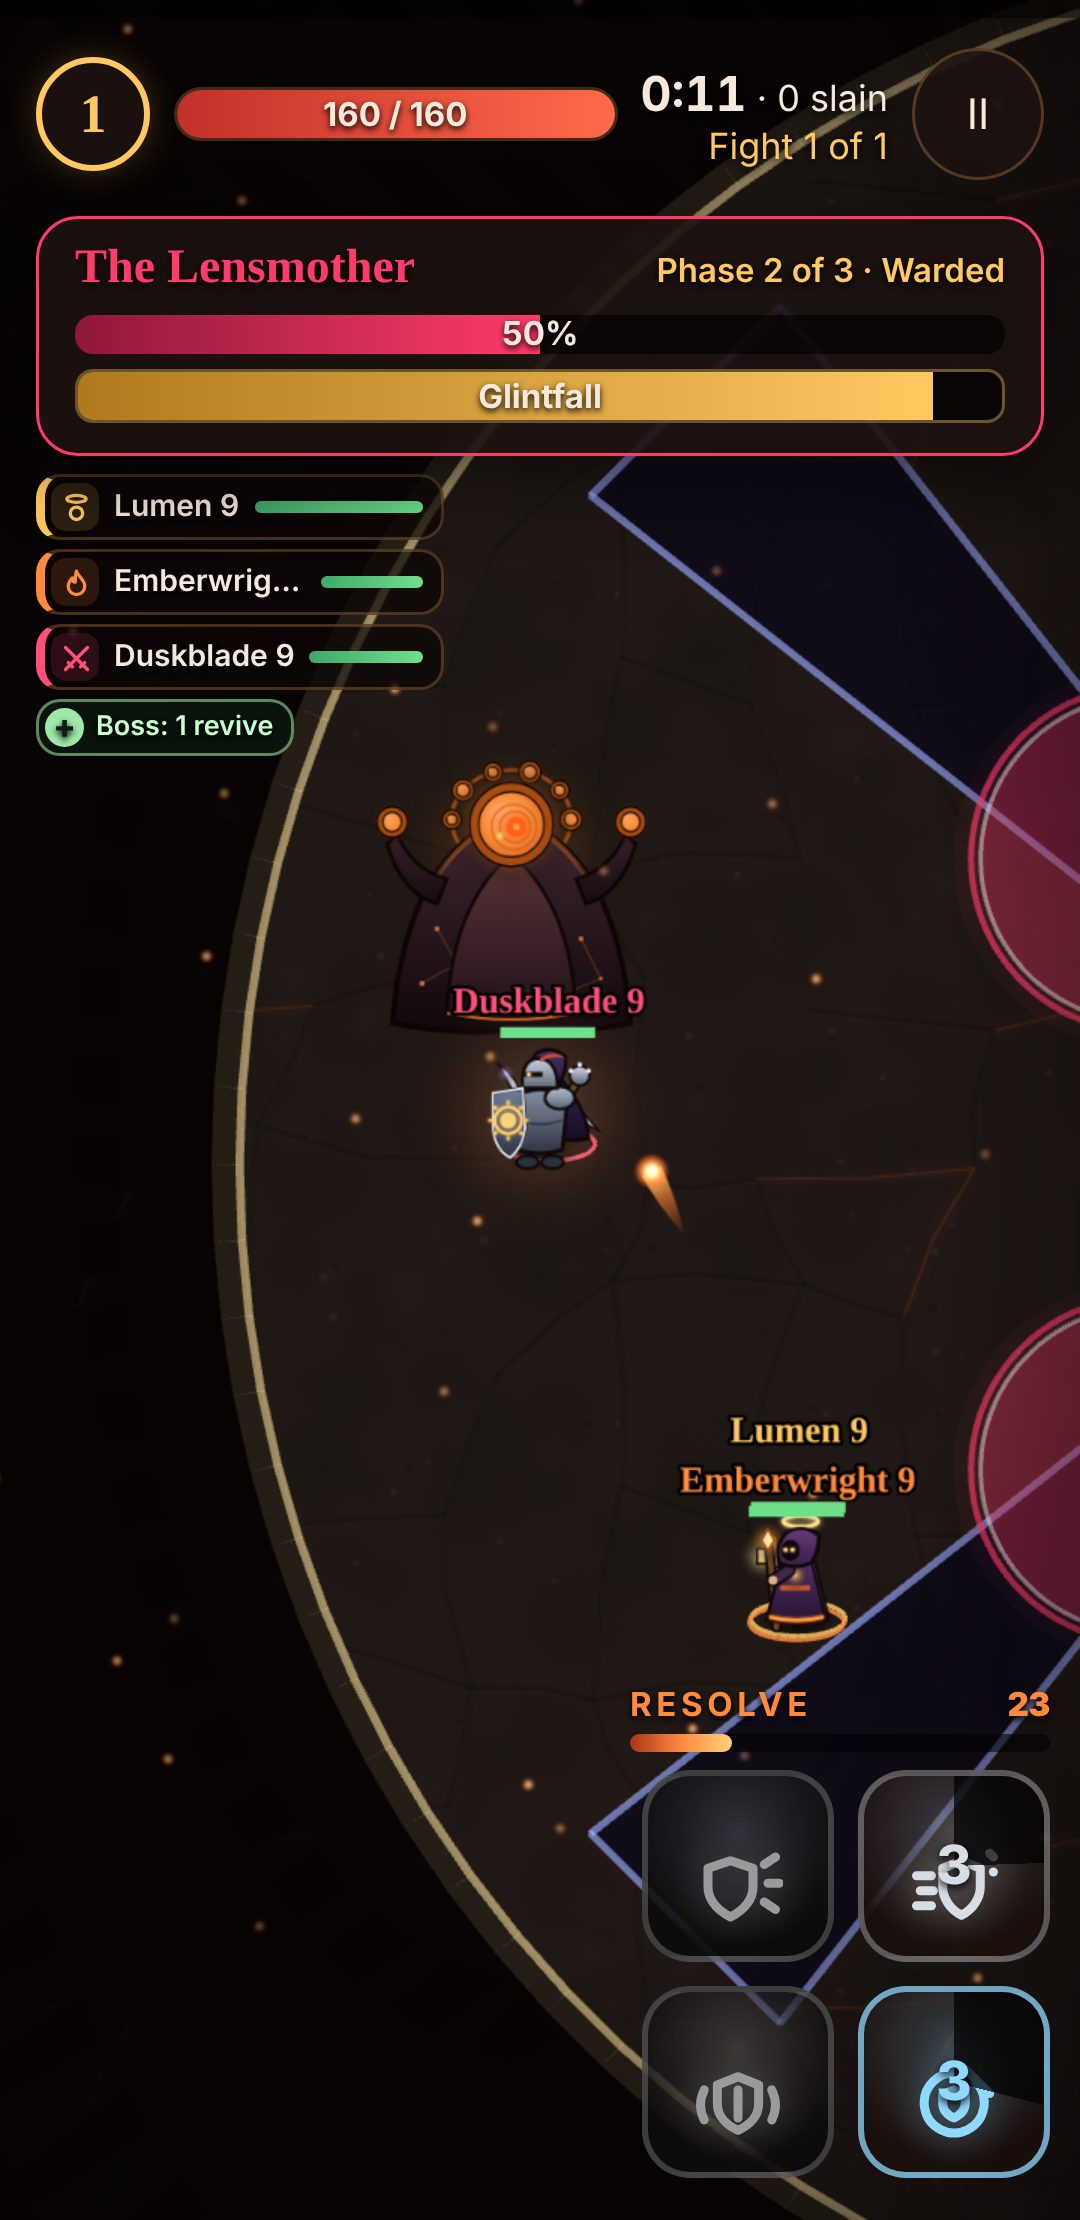 1
160 / 160
0:11 · 0 slain
Fight 1 of 1
The Lensmother
Phase 2 of 3 · Warded
50%
Glintfall
Lumen 9
Emberwrig...
Duskblade 9
Boss: 1 revive
Duskblade 9
Lumen 9
Emberwright 9
RESOLVE 23
3
3